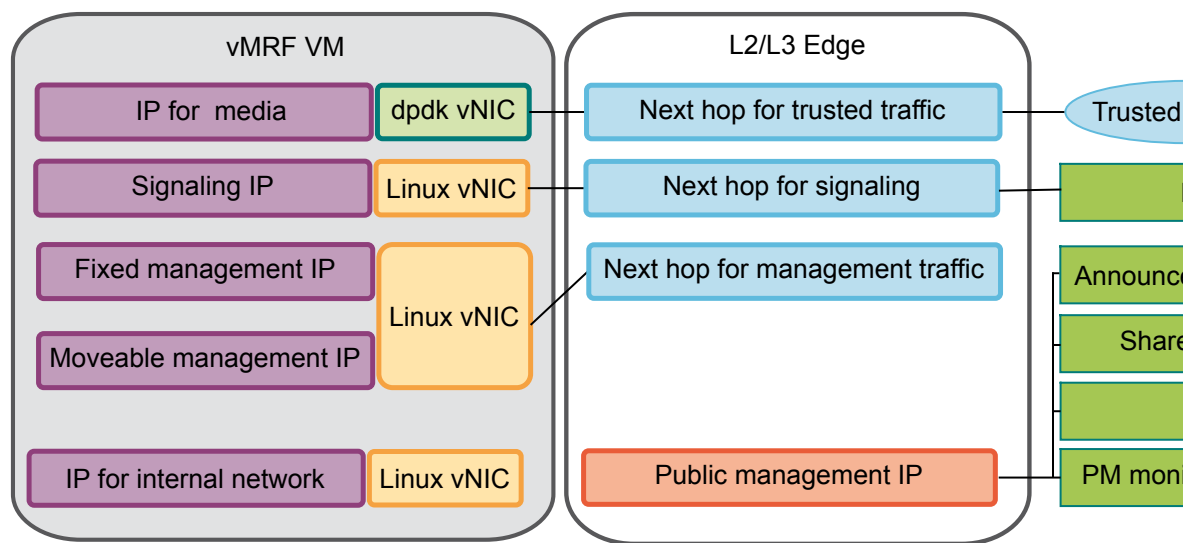 vMRF VM
L2/L3 Edge
IP for media
dpdk vNIC
Next hop for trusted traffic
Trusted
Signaling IP
Linux vNIC
Next hop for signaling
Fixed management IP
Linux vNIC
Next hop for management traffic
Moveable management IP
Share
IP for internal network
Linux vNIC
Public management IP
PM